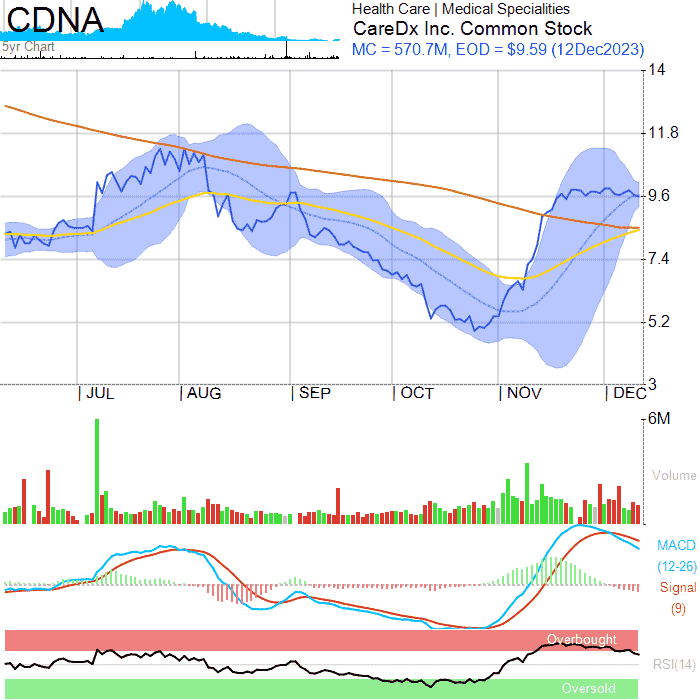 CDNA
5yr Chart
Health Care | Medical Specialities
CareDx Inc. Common Stock
MC = 570.7M, EOD = $9.59 (12Dec2023)
14
11.8
9.6
7.4
5.2
3
| JUL | AUG | SEP | OCT | NOV | DEC
6M
Volume
MACD
(12-26)
Signal
(9)
Overbought
RSI(14)
Oversold